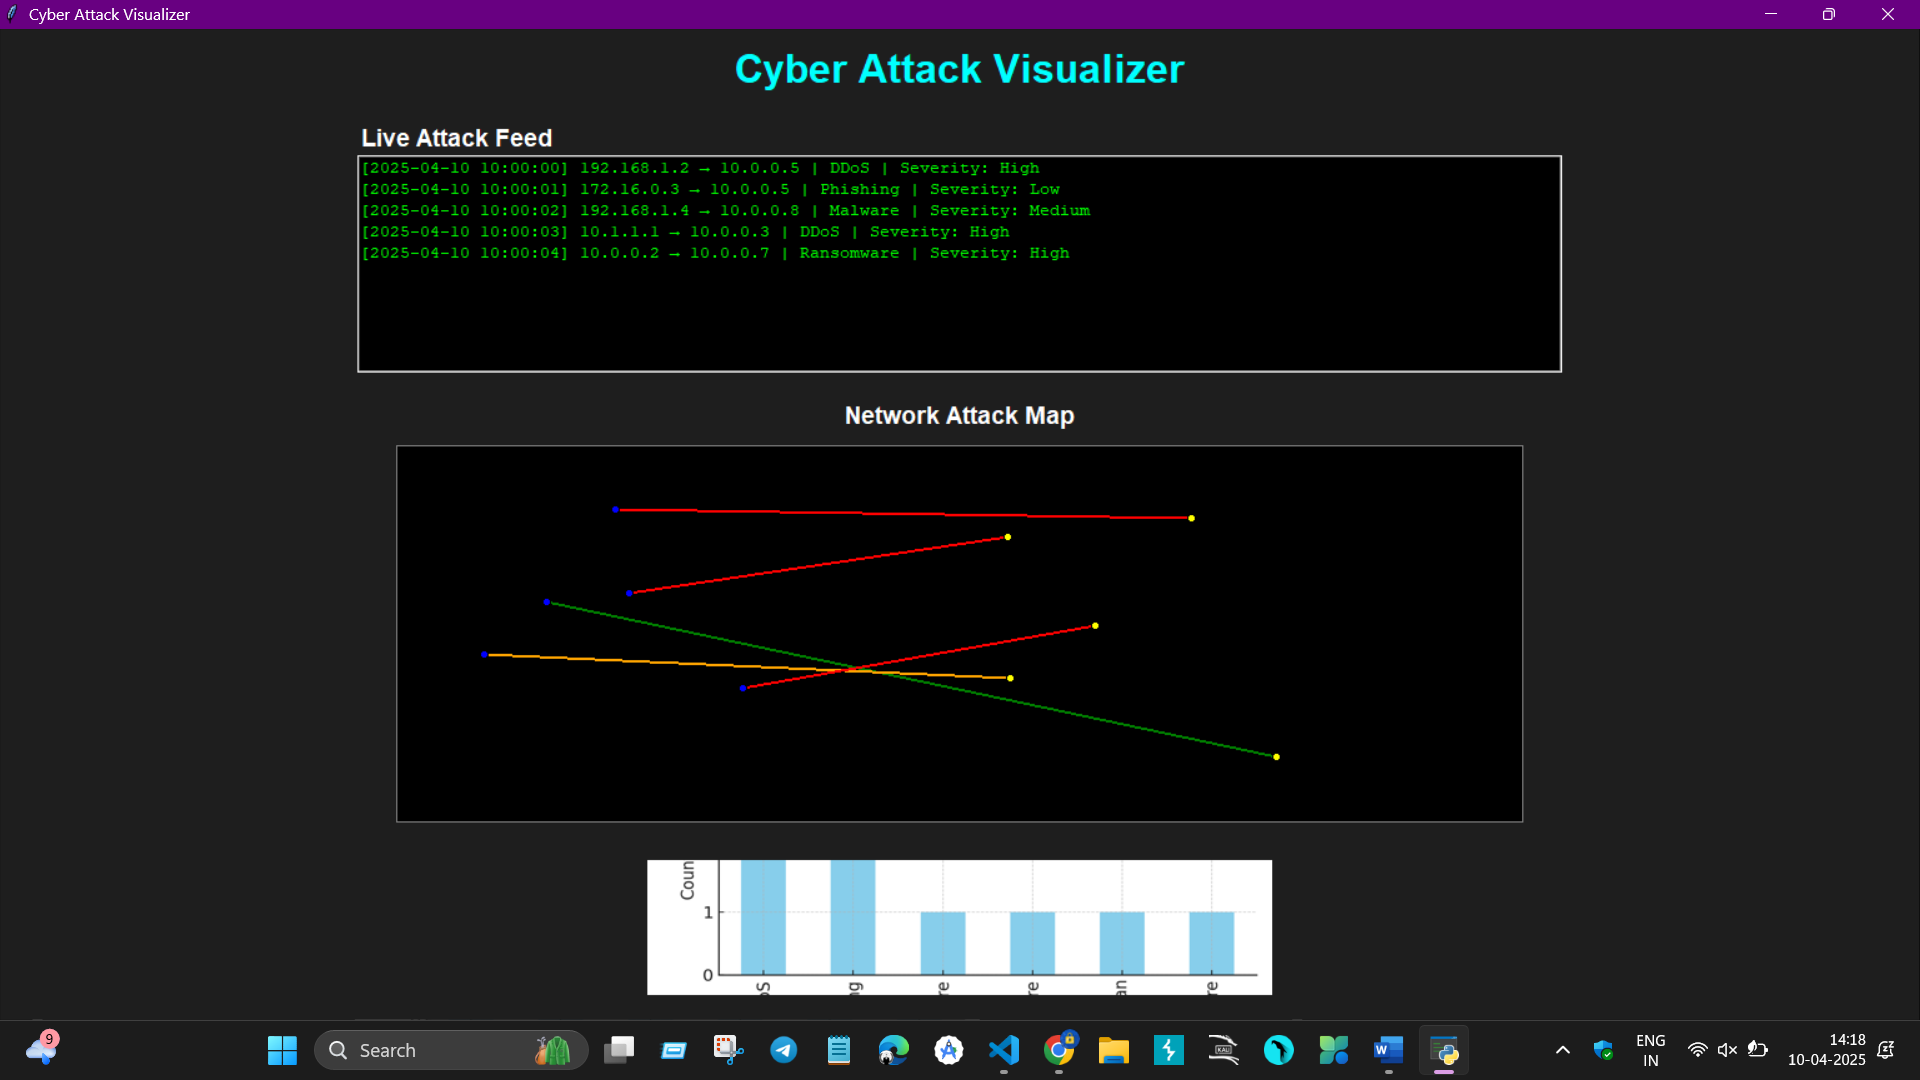 Cyber Attack Visualizer
Cyber Attack Visualizer
Live Attack Feed
[2025-04-10 10:00:00] 192.168.1.2 → 10.0.0.5 | DDoS | Severity: High
[2025-04-10 10:00:01] 172.16.0.3 → 10.0.0.5 | Phishing | Severity: Low
[2025-04-10 10:00:02] 192.168.1.4 → 10.0.0.8 | Malware | Severity: Medium
[2025-04-10 10:00:03] 10.1.1.1 → 10.0.0.3 | DDoS | Severity: High
[2025-04-10 10:00:04] 10.0.0.2 → 10.0.0.7 | Ransomware | Severity: High
Network Attack Map
Coun
1
0
oS
ng
re
re
an
re
9
Search
W
KALI
ENG
IN
14:18
10-04-2025